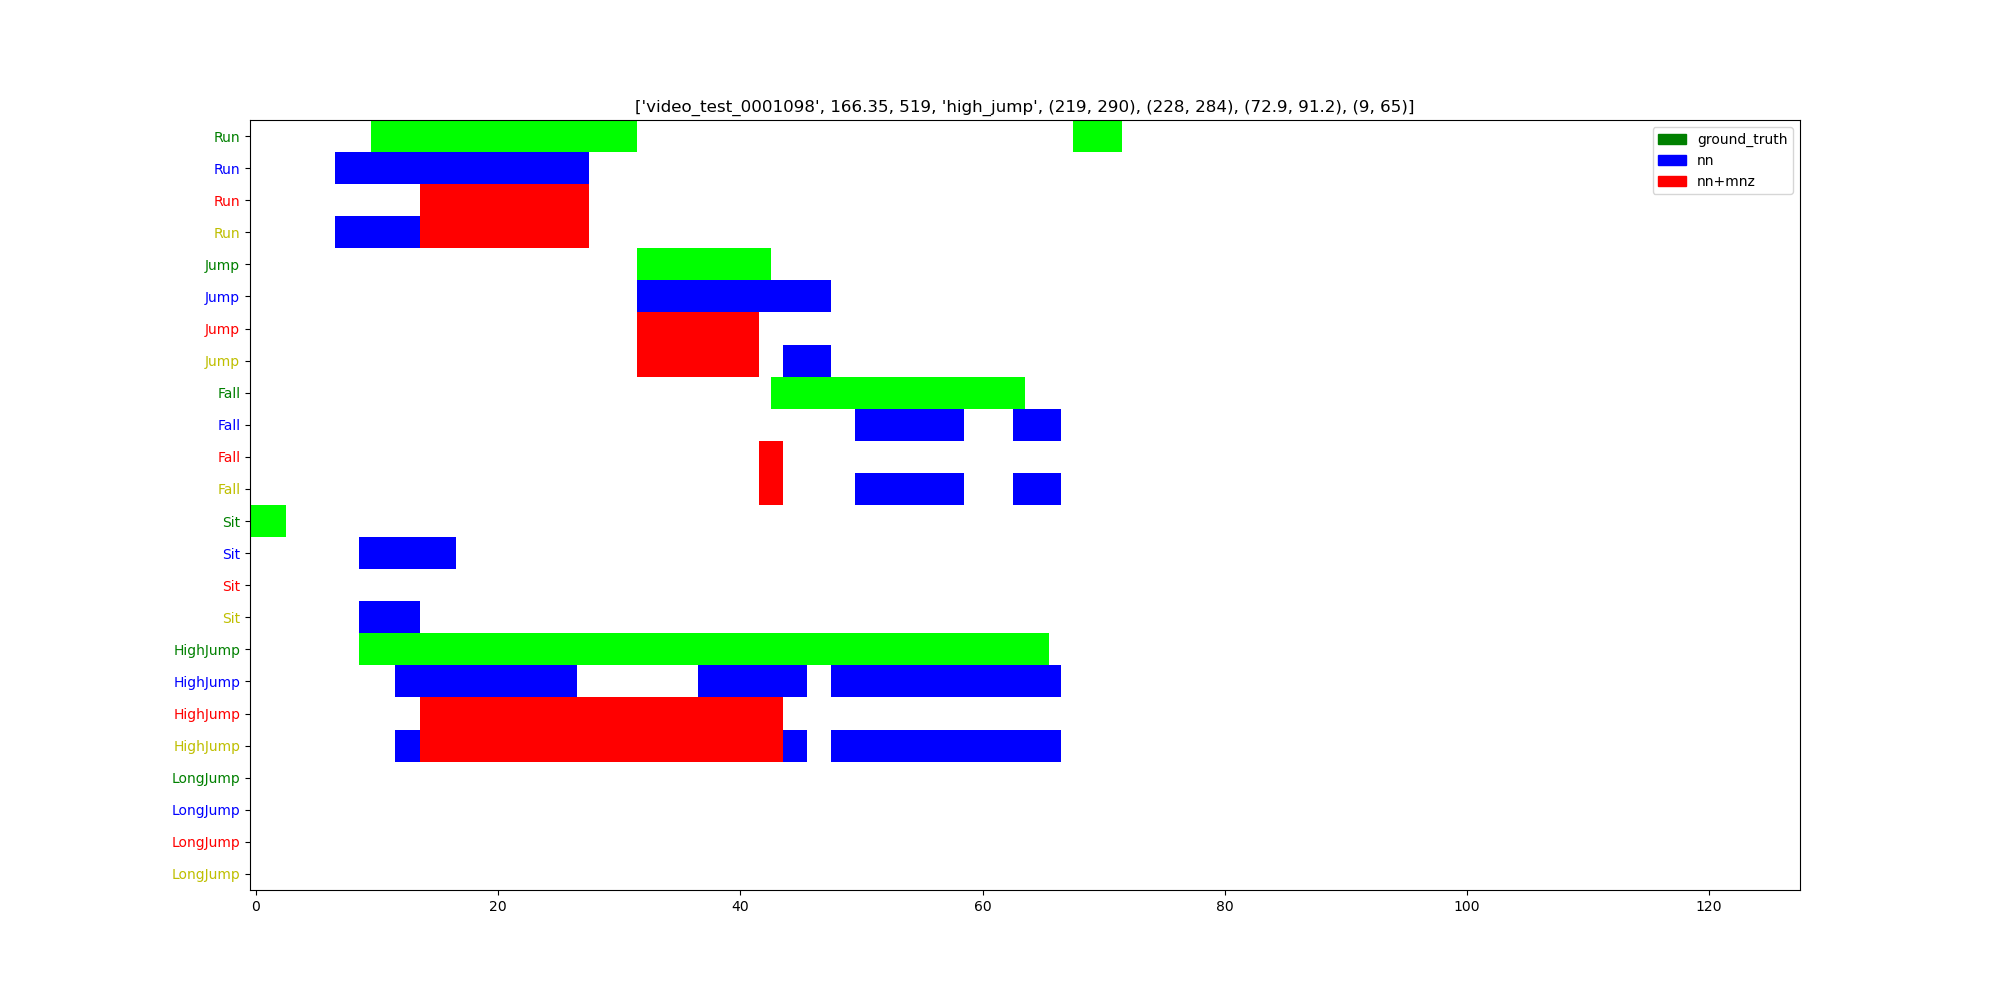 ['video_test_0001098', 166.35, 519, 'high_jump', (219, 290), (228, 284), (72.9, 91.2), (9, 65)]
ground_truth
nn
nn+mnz
Run
Run
Run
Run
Jump
Jump
Jump
Jump
Fall
Fall
Fall
Fall
Sit
Sit
Sit
Sit
HighJump
HighJump
HighJump
HighJump
LongJump
LongJump
LongJump
LongJump
0 20 40 60 80 100 120